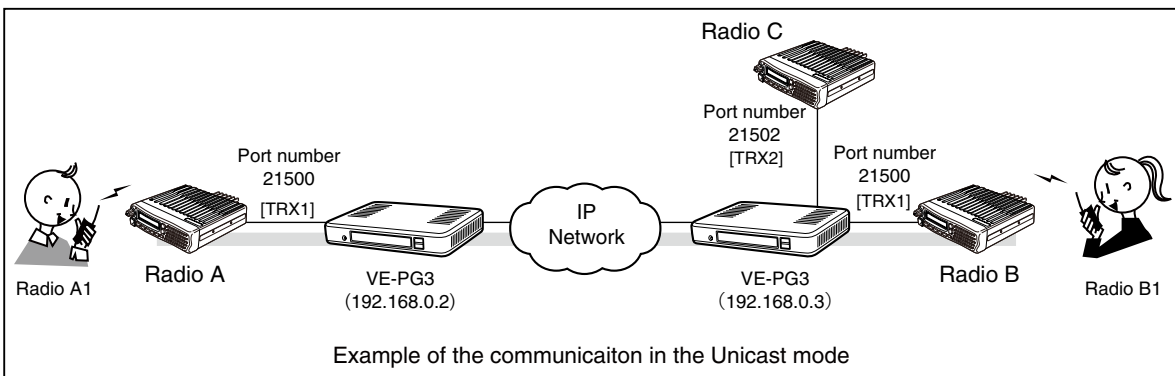 Radio C
Port number
21502
[TRX2]
Port number
21500
[TRX1]
Port number
21500
[TRX1]
IP
Network
Radio A1
Radio A
VE-PG3
(192.168.0.2)
VE-PG3
(192.168.0.3)
Radio B
Radio B1
Example of the communicaiton in the Unicast mode